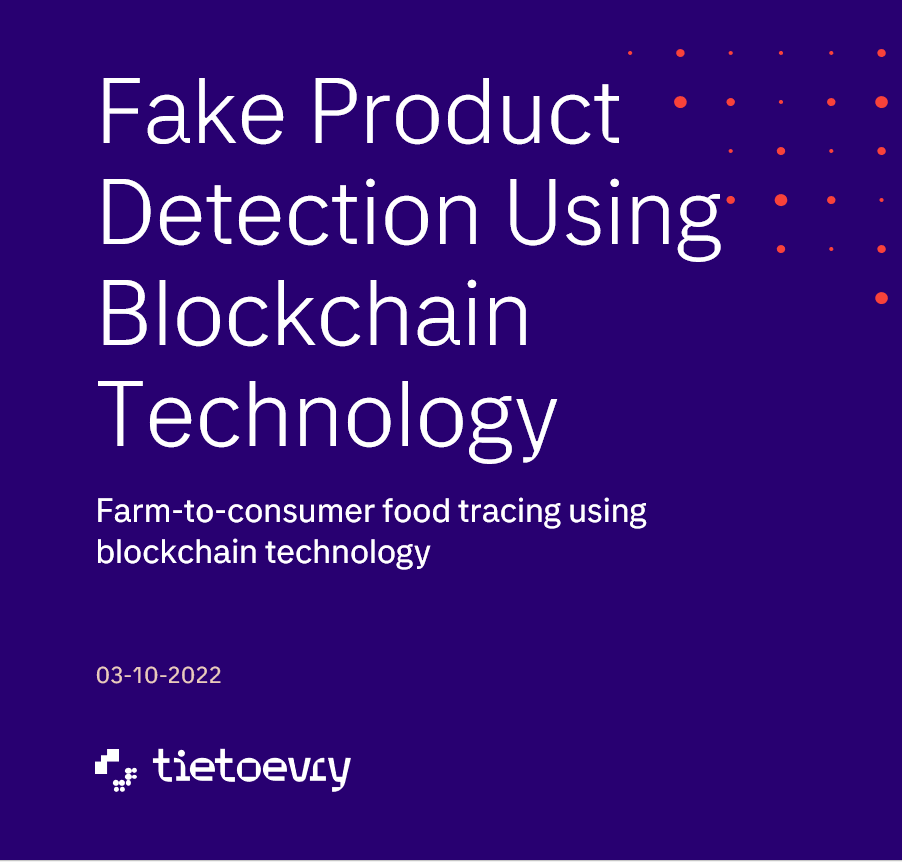 Fake Product
Detection Using
Blockchain
Technology
Farm-to-consumer food tracing using
blockchain technology
03-10-2022
tietoevry